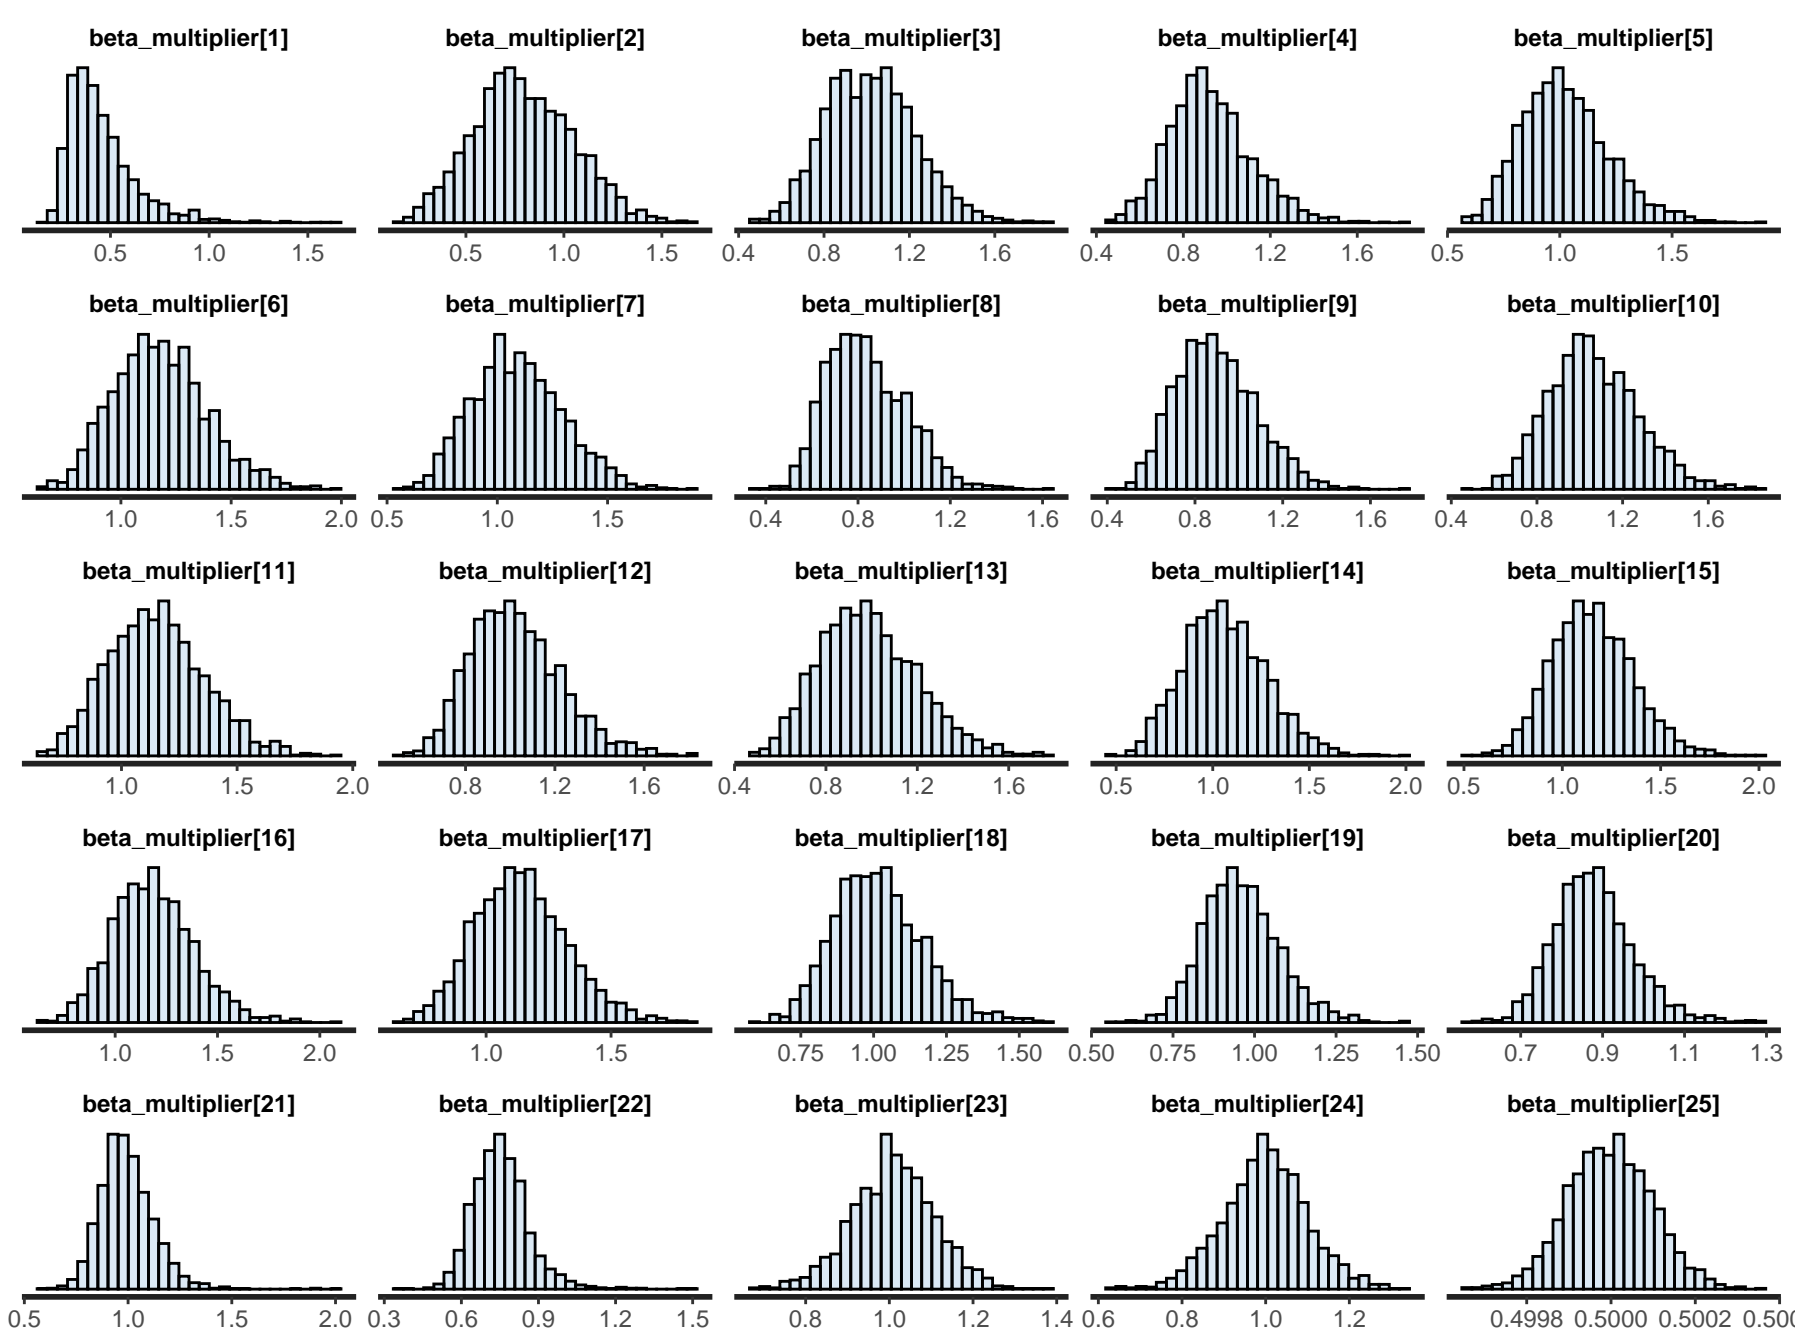 beta_multiplier[1] beta_multiplier[2] beta_multiplier[3] beta_multiplier[4] beta_multiplier[5]
0.5 1.0 1.5 0.5 1.0 1.5 0.4 0.8 1.2 1.6 0.4 0.8 1.2 1.6 0.5 1.0 1.5
beta_multiplier[6] beta_multiplier[7] beta_multiplier[8] beta_multiplier[9] beta_multiplier[10]
1.0 1.5 2.0 0.5 1.0 1.5 0.4 0.8 1.2 1.6 0.4 0.8 1.2 1.6 0.4 0.8 1.2 1.6
beta_multiplier[11] beta_multiplier[12] beta_multiplier[13] beta_multiplier[14] beta_multiplier[15]
1.0 1.5 2.0 0.8 1.2 1.6 0.4 0.8 1.2 1.6 0.5 1.0 1.5 2.0 0.5 1.0 1.5 2.0
beta_multiplier[16] beta_multiplier[17] beta_multiplier[18] beta_multiplier[19] beta_multiplier[20]
1.0 1.5 2.0 1.0 1.5 0.75 1.00 1.25 1.50 0.50 0.75 1.00 1.25 1.50 0.7 0.9 1.1 1.3
beta_multiplier[21] beta_multiplier[22] beta_multiplier[23] beta_multiplier[24] beta_multiplier[25]
0.5 1.0 1.5 2.0 0.3 0.6 0.9 1.2 1.5 0.8 1.0 1.2 1.4 0.6 0.8 1.0 1.2 0.4998 0.5000 0.5002